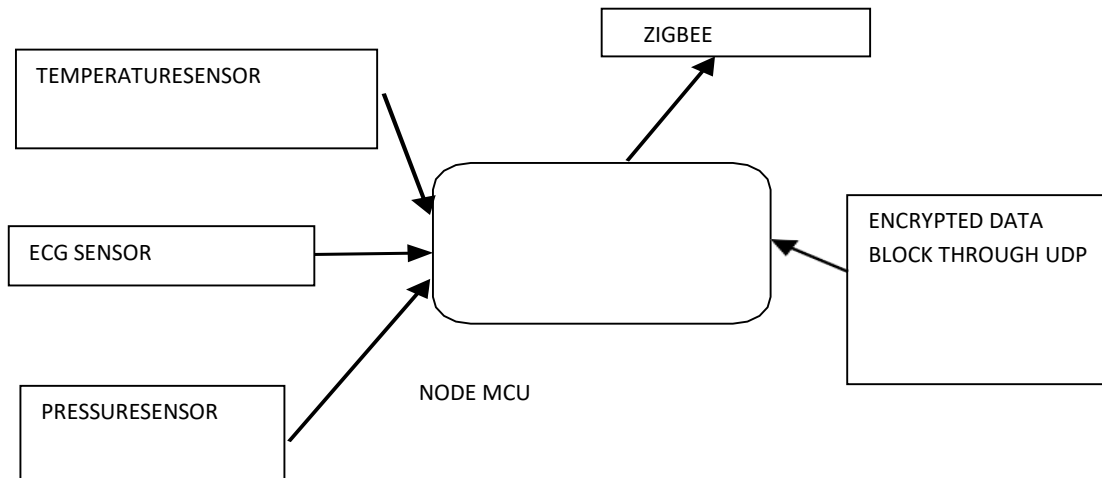 ZIGBEE
TEMPERATURESENSOR
ECG SENSOR
ENCRYPTED DATA
BLOCK THROUGH UDP
NODE MCU
PRESSURESENSOR